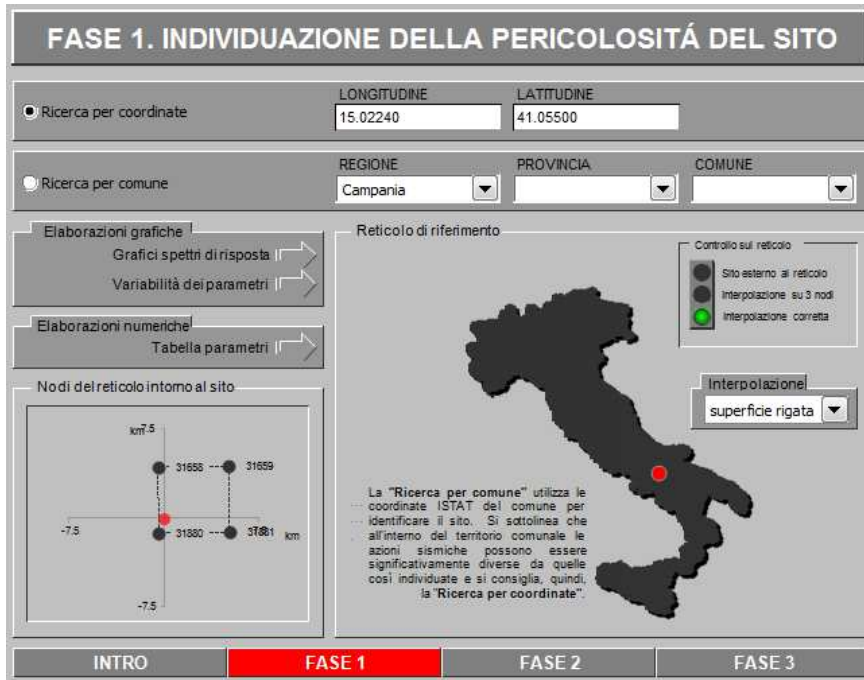 FASE 1. INDIVIDUAZIONE DELLA PERICOLOSITÁ DEL SITO
Ricerca per coordinate
LONGITUDINE
15.02240
LATITUDINE
41.05500
Ricerca per comune
REGIONE
Campania
PROVINCIA
COMUNE
Elaborazioni grafiche
Grafici spettri di risposta
Variabilità dei parametri
Elaborazioni numeriche
Tabella parametri
Nodi del reticolo intorno al sito
km
7.5
31658
31659
-7.5
31880
31881
7.5
km
-7.5
Reticolo di riferimento
Controllo sul reticolo
Sito esterno al reticolo
Interpolazione su 3 nodi
Interpolazione corretta
Interpolazione
superficie rigata
La "Ricerca per comune" utilizza le
coordinate ISTAT del comune per
identificare il sito. Si sottolinea che
all'interno del territorio comunale le
azioni sismiche possono essere
significativamente diverse da quelle
così individuate e si consiglia, quindi,
la "Ricerca per coordinate".
INTRO
FASE 1
FASE 2
FASE 3